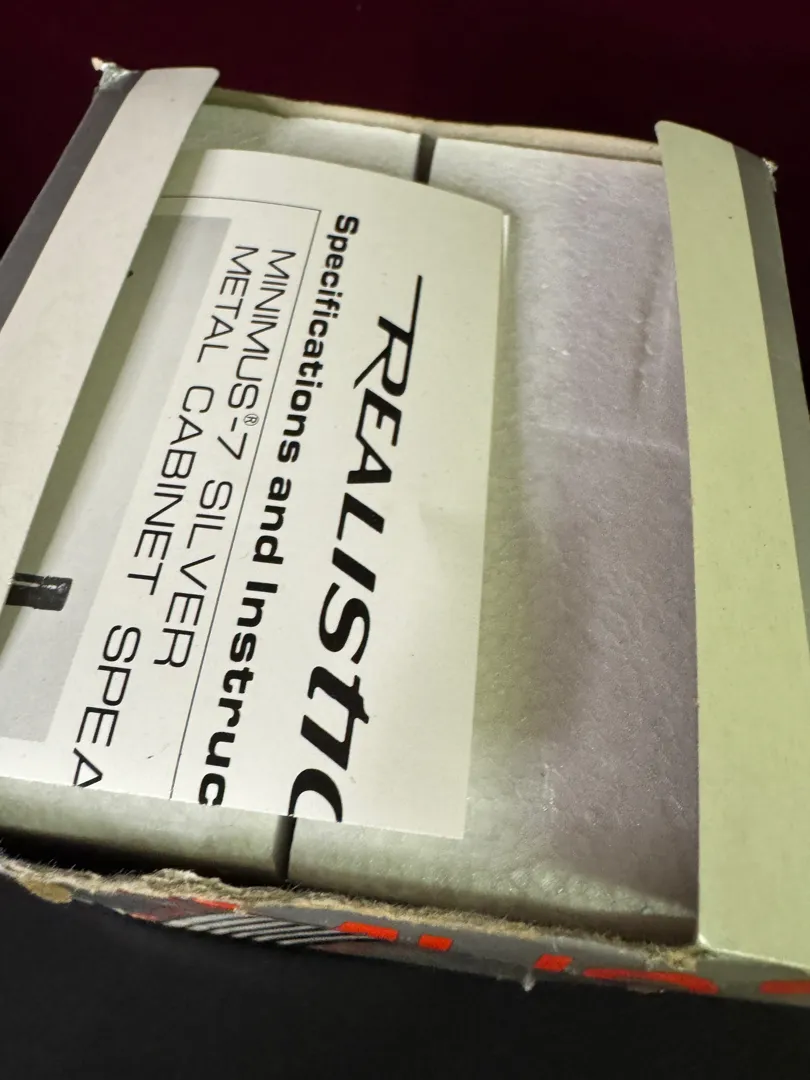 REALISTIC
Specifications and Instruc
MINIMUS®-7 SILVER
METAL CABINET SPEA